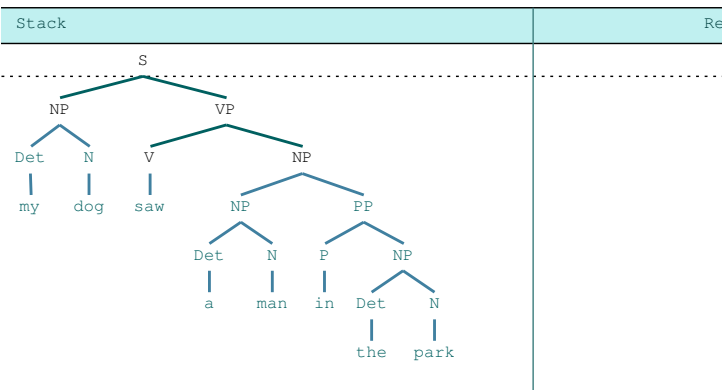 Stack Re
S
NP VP
Det N V NP
my dog saw NP PP
Det N P NP
a man in Det N
the park